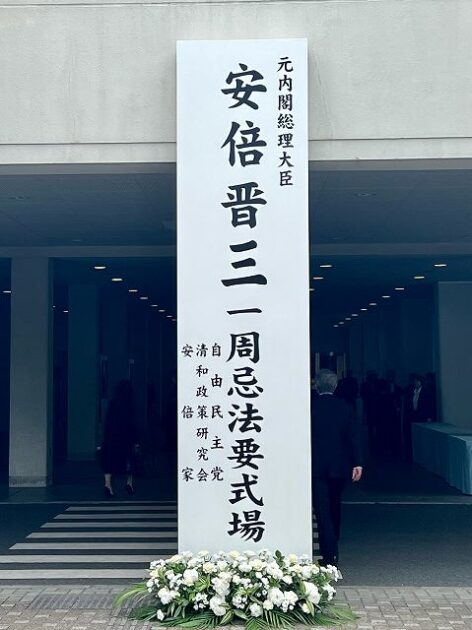 元内閣総理大臣
安倍晋三一周忌法要式場
自由民主党
清和政策研究会
安倍家